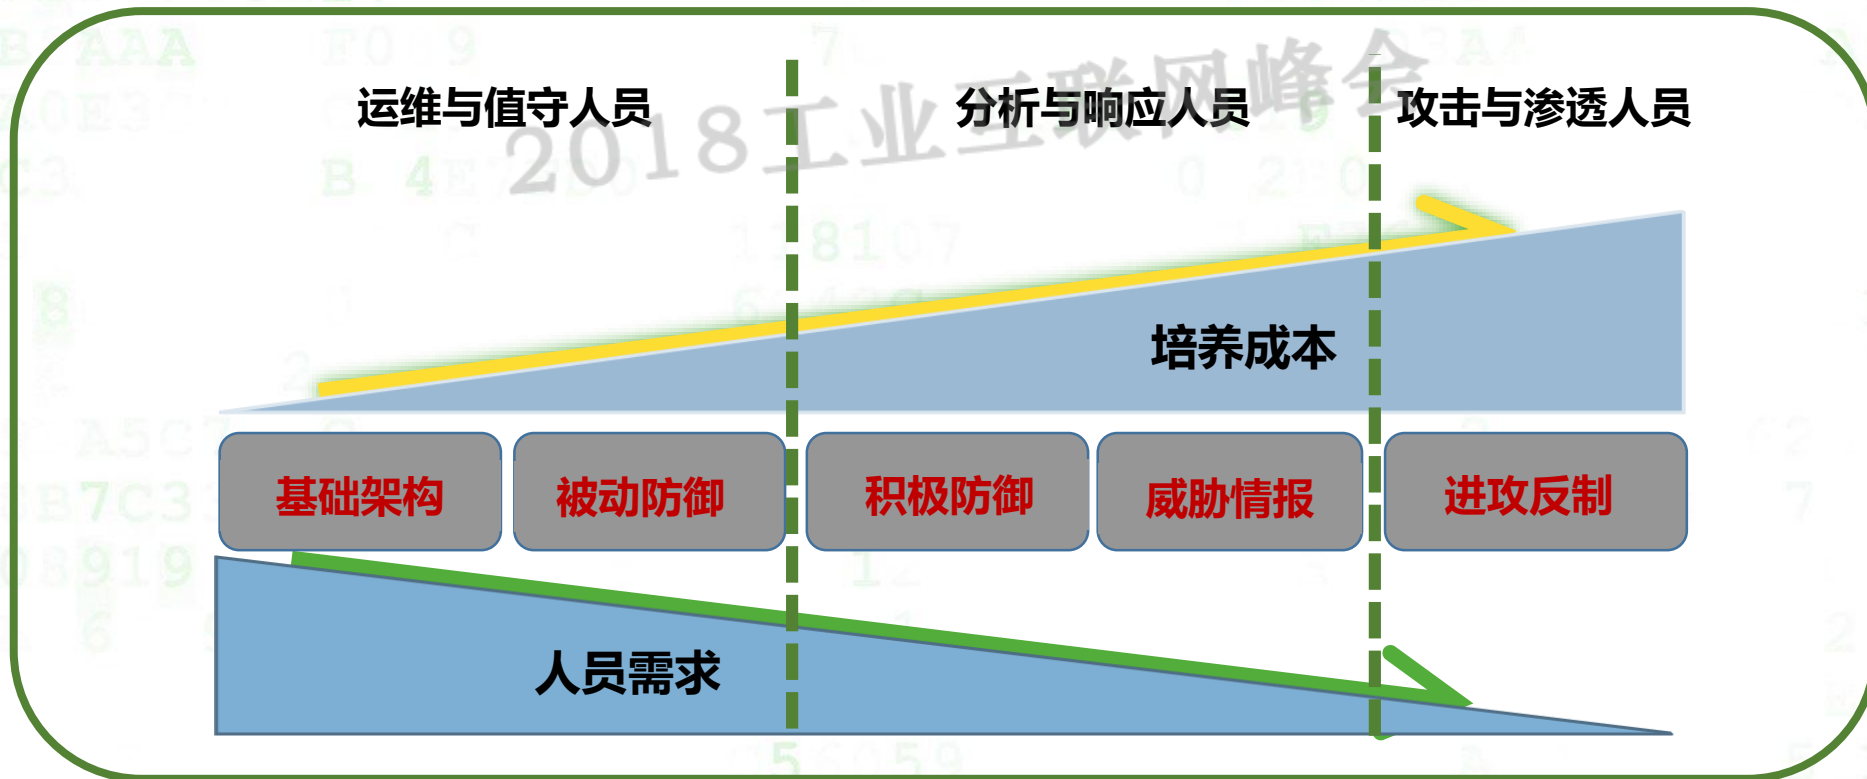 运维与值守人员
分析与响应人员
攻击与渗透人员
2018工业互联网峰会
培养成本
基础架构
被动防御
积极防御
威胁情报
进攻反制
人员需求